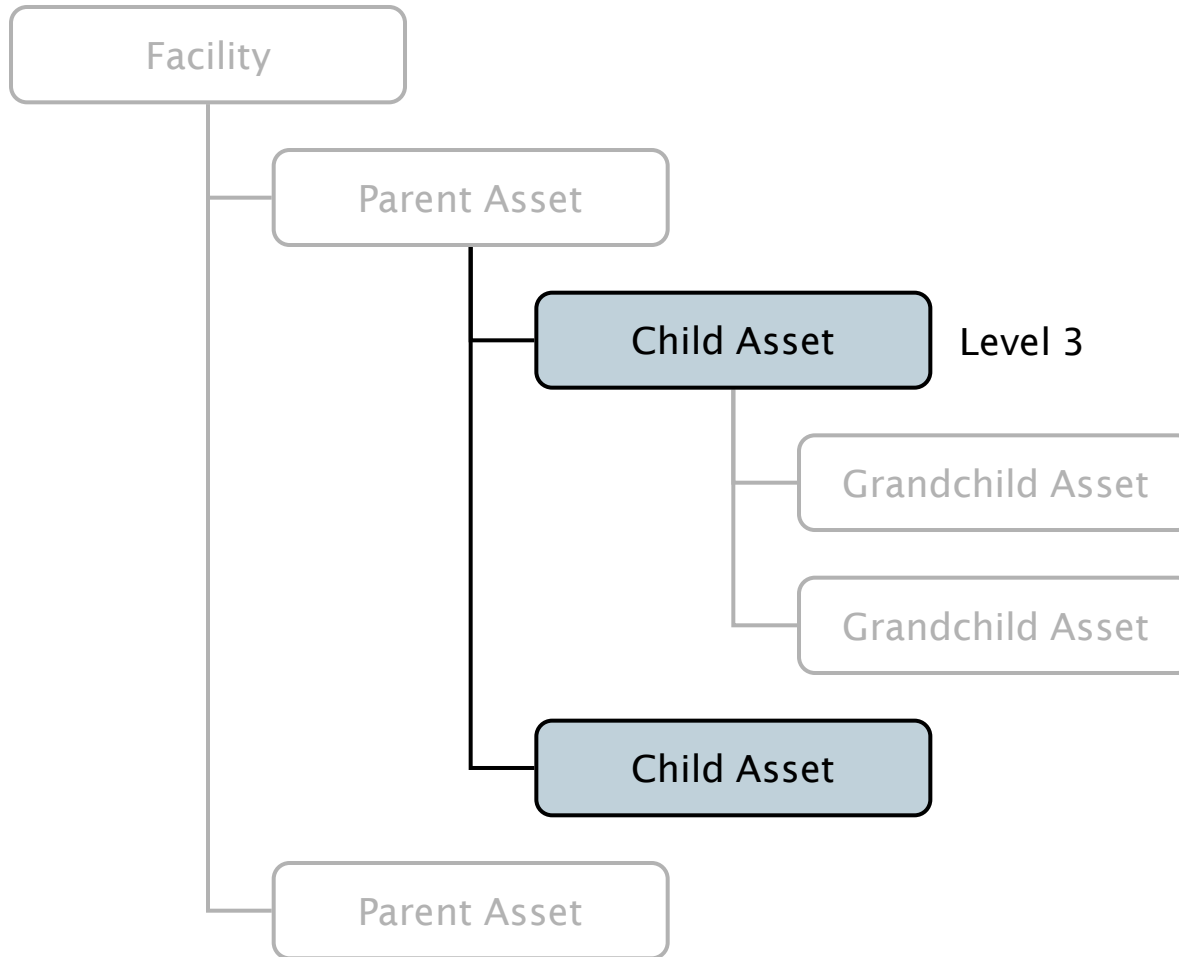 Facility
Parent Asset
Child Asset
Level 3
Grandchild Asset
Grandchild Asset
Child Asset
Parent Asset